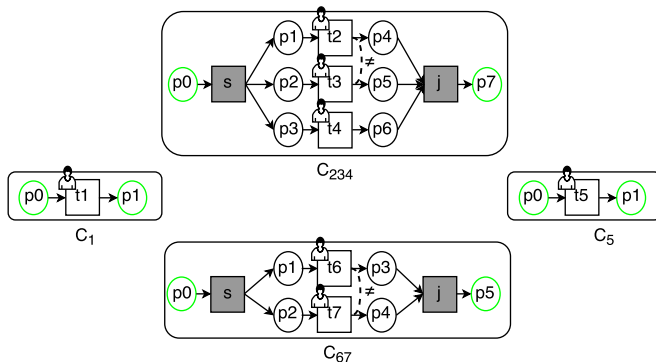 p1 t2 p4
≠
p0 s p2 t3 p5 j p7
p3 t4 p6
C234
p0 t1 p1
C1
p0 t5 p1
C5
p1 t6 p3
p0 s ≠ j p5
p2 t7 p4
C67